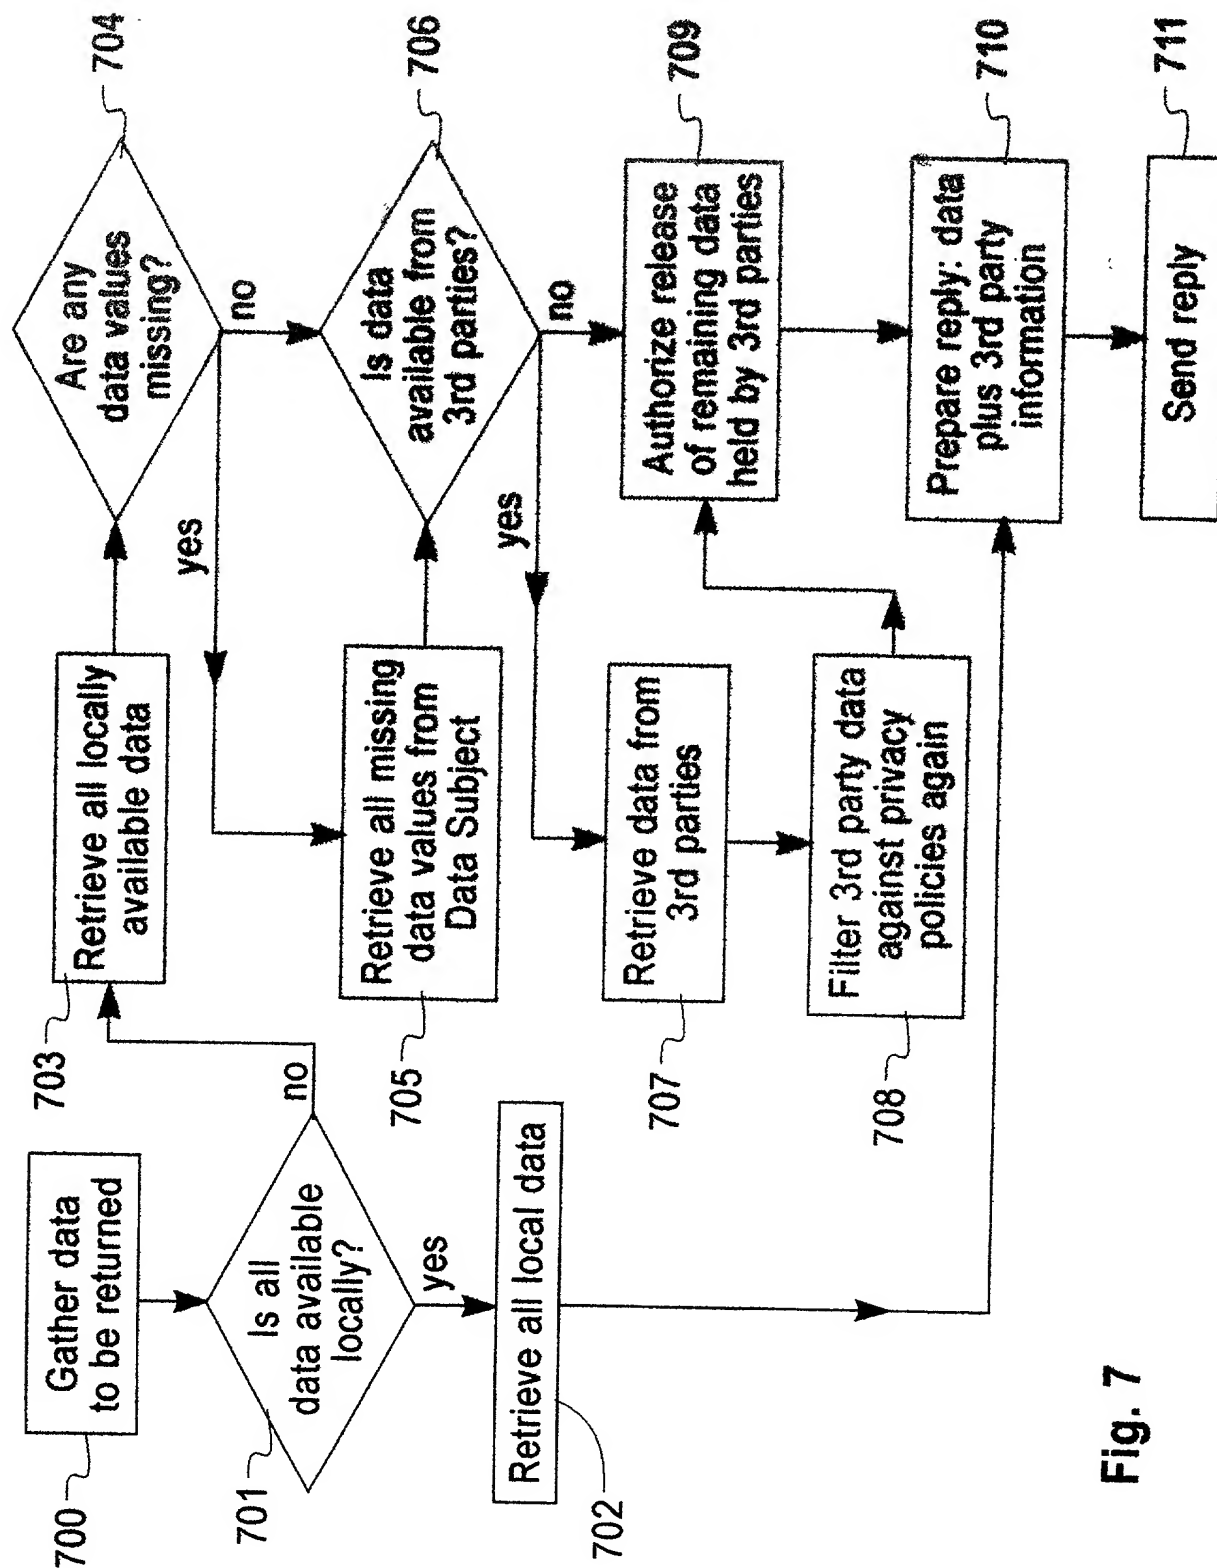 700
Gather data
to be returned
701
Is all
data available
locally?
no
yes
702
Retrieve all local data
703
Retrieve all locally
available data
704
Are any
data values
missing?
yes
no
705
Retrieve all missing
data values from
Data Subject
706
Is data
available from
3rd parties?
yes
no
707
Retrieve data from
3rd parties
708
Filter 3rd party data
against privacy
policies again
709
Authorize release
of remaining data
held by 3rd parties
710
Prepare reply: data
plus 3rd party
information
711
Send reply
Fig. 7